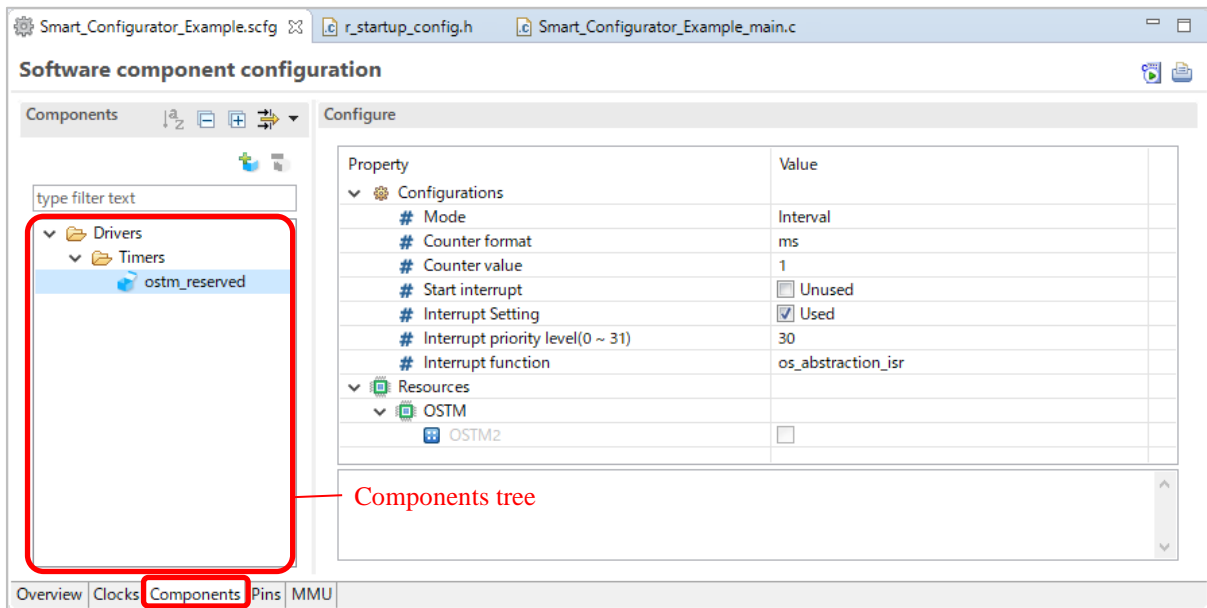 Smart_Configurator_Example.scfg r_startup_config.h Smart_Configurator_Example_main.c
Software component configuration
Components Configure
type filter text
Drivers
Timers
ostm_reserved
Property Value
Configurations
Mode Interval
Counter format ms
Counter value 1
Start interrupt Unused
Interrupt Setting Used
Interrupt priority level(0 ~ 31) 30
Interrupt function os_abstraction_isr
Resources
OSTM
OSTM2
Components tree
Overview Clocks Components Pins MMU